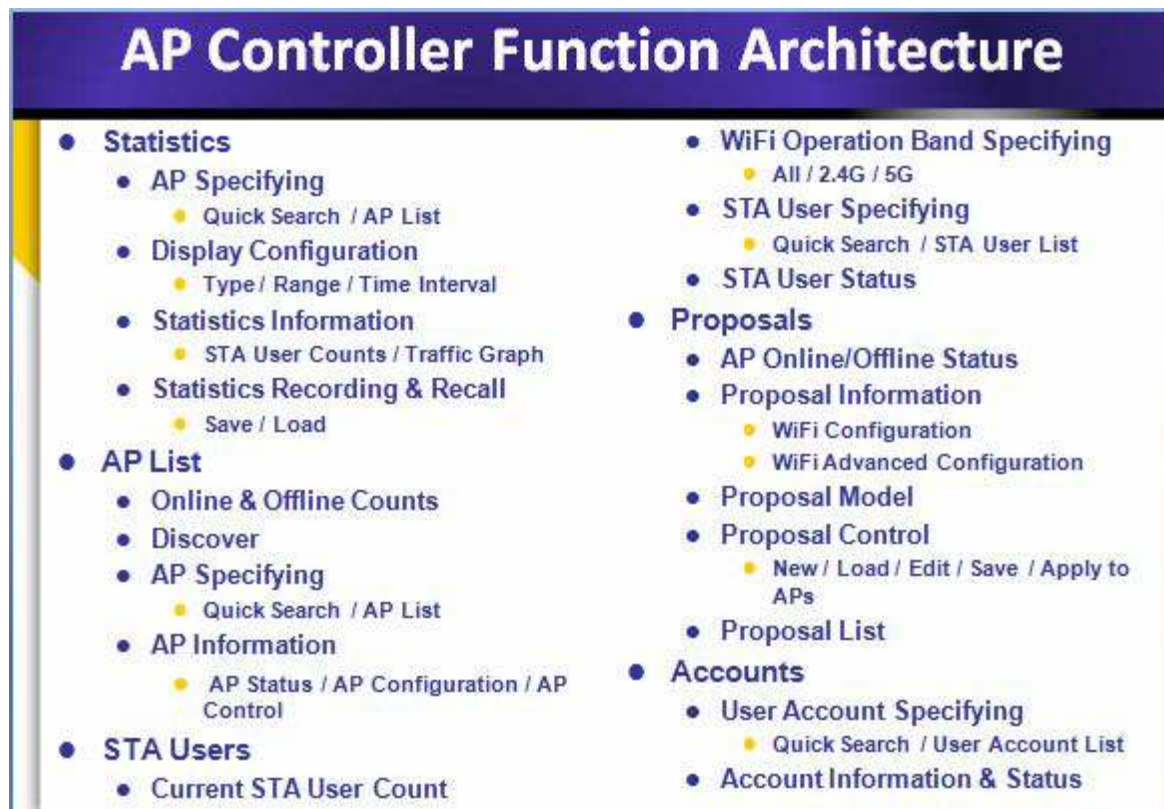 AP Controller Function Architecture
Statistics
AP Specifying
Quick Search / AP List
Display Configuration
Type / Range / Time Interval
Statistics Information
STA User Counts / Traffic Graph
Statistics Recording & Recall
Save / Load
AP List
Online & Offline Counts
Discover
AP Specifying
Quick Search / AP List
AP Information
AP Status / AP Configuration / AP
Control
STA Users
Current STA User Count
WiFi Operation Band Specifying
All / 2.4G / 5G
STA User Specifying
Quick Search / STA User List
STA User Status
Proposals
AP Online/Offline Status
Proposal Information
WiFi Configuration
WiFi Advanced Configuration
Proposal Model
Proposal Control
New / Load / Edit / Save / Apply to
APs
Proposal List
Accounts
User Account Specifying
Quick Search / User Account List
Account Information & Status